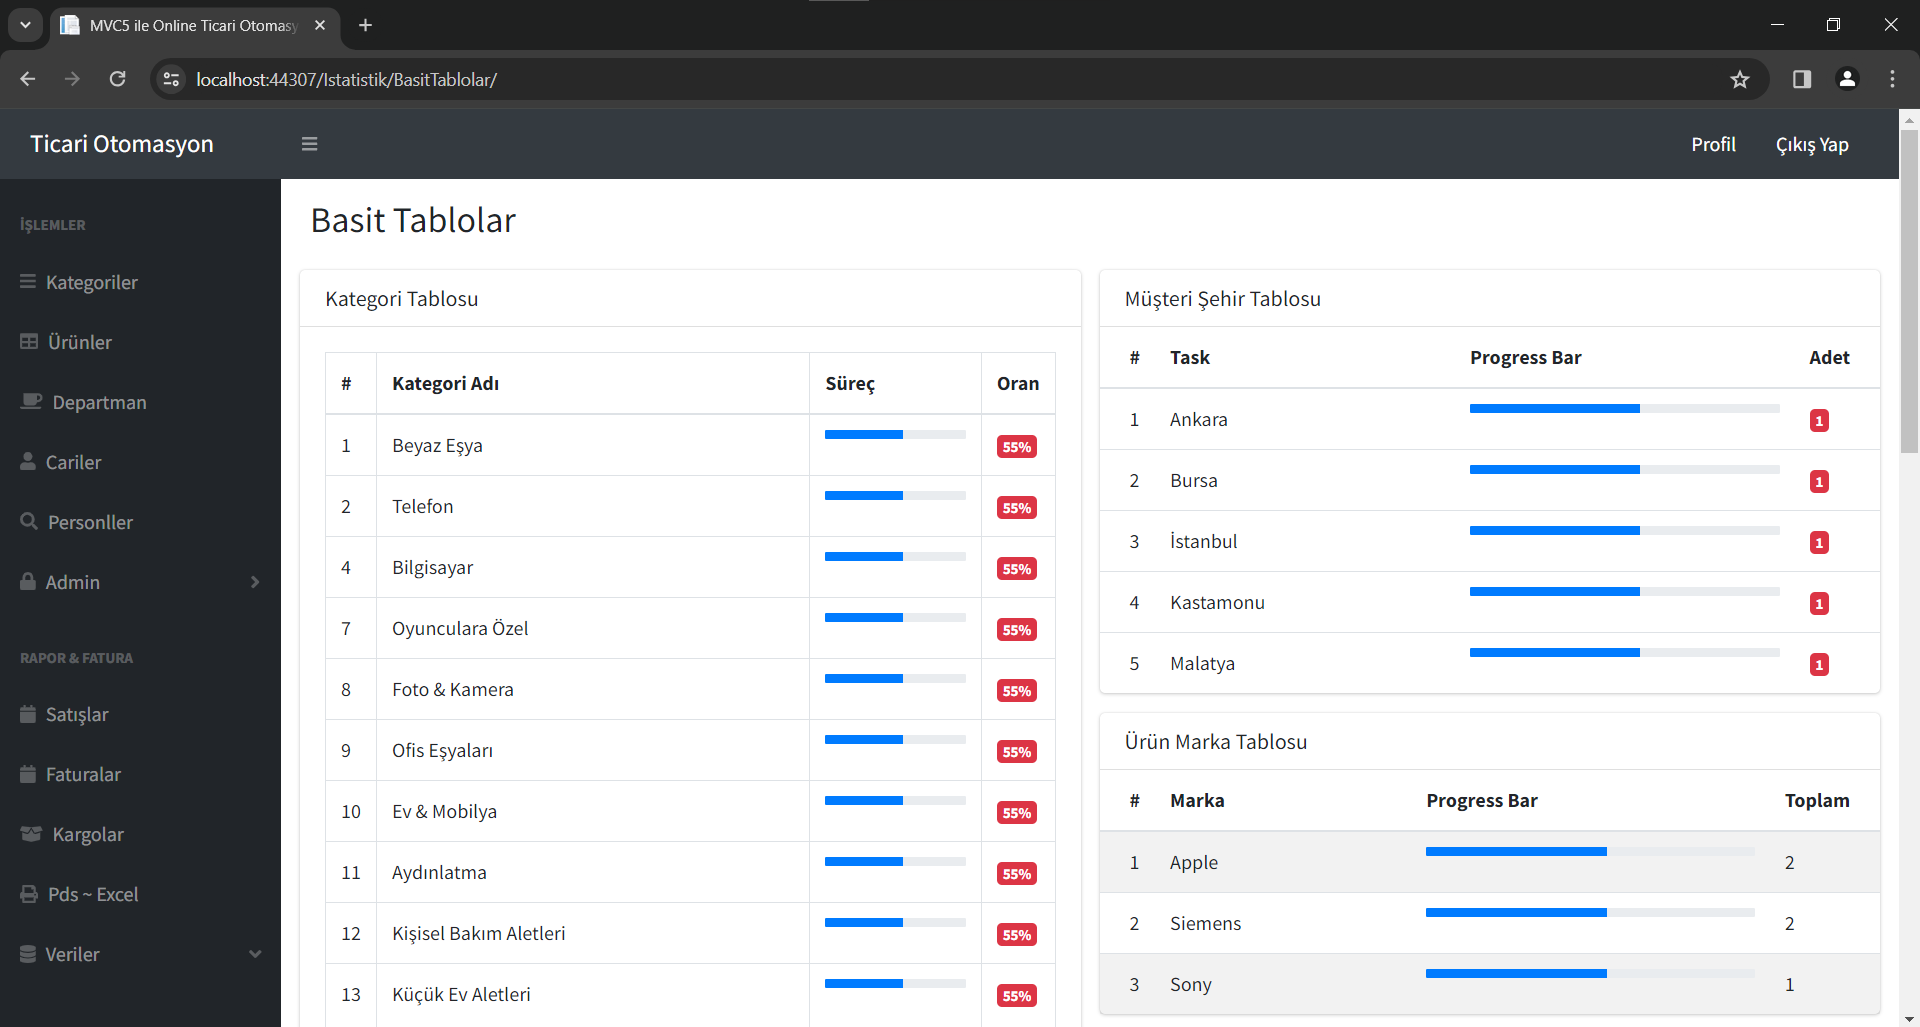 MVC5 ile Online Ticari Otomasy
localhost:44307/Istatistik/BasitTablolar/
Ticari Otomasyon
Profil
Çıkış Yap
İŞLEMLER
Kategoriler
Ürünler
Departman
Cariler
Personller
Admin
RAPOR & FATURA
Satışlar
Faturalar
Kargolar
Pds ~ Excel
Veriler
Basit Tablolar
Kategori Tablosu
# Kategori Adı Süreç Oran
1 Beyaz Eşya 55%
2 Telefon 55%
4 Bilgisayar 55%
7 Oyunculara Özel 55%
8 Foto & Kamera 55%
9 Ofis Eşyaları 55%
10 Ev & Mobilya 55%
11 Aydınlatma 55%
12 Kişisel Bakım Aletleri 55%
13 Küçük Ev Aletleri 55%
Müşteri Şehir Tablosu
# Task Progress Bar Adet
1 Ankara 1
2 Bursa 1
3 İstanbul 1
4 Kastamonu 1
5 Malatya 1
Ürün Marka Tablosu
# Marka Progress Bar Toplam
1 Apple 2
2 Siemens 2
3 Sony 1